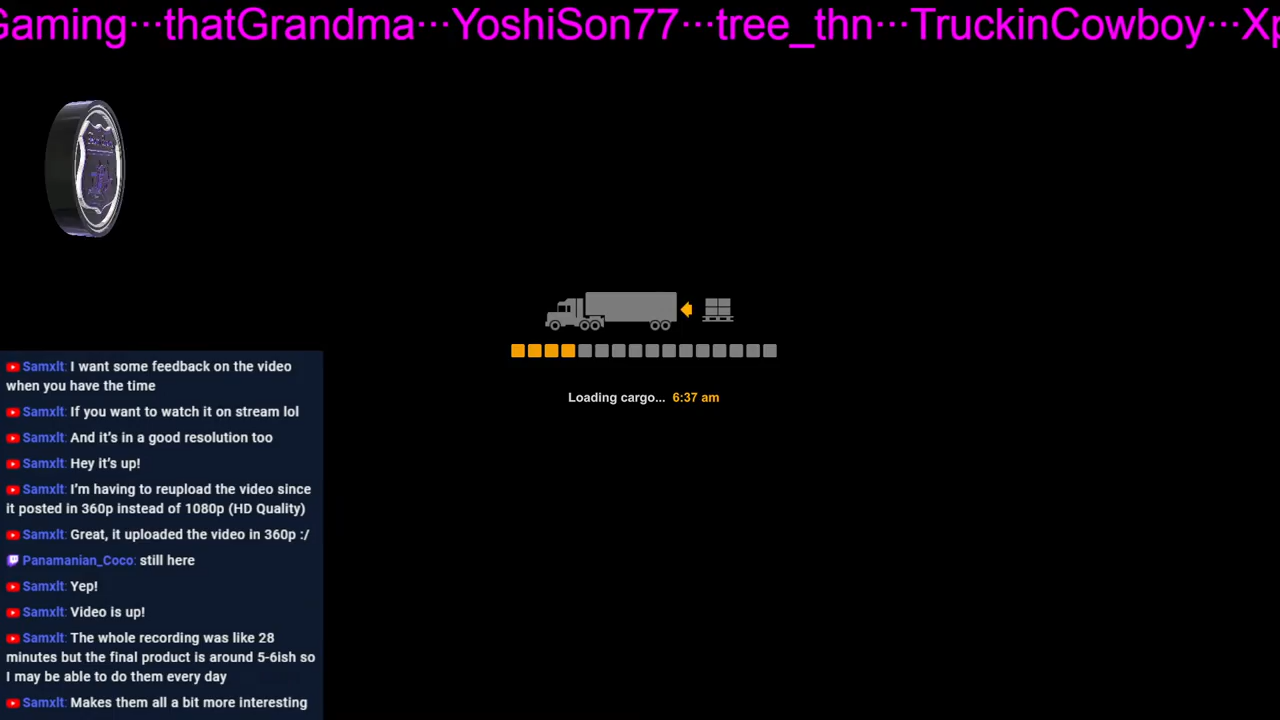 Gaming···thatGrandma···YoshiSon77···tree_thn···TruckinCowboy···Xp
Loading cargo... 6:37 am
Samxlt: I want some feedback on the video
when you have the time
Samxlt: If you want to watch it on stream lol
Samxlt: And it’s in a good resolution too
Samxlt: Hey it’s up!
Samxlt: I’m having to reupload the video since
it posted in 360p instead of 1080p (HD Quality)
Samxlt: Great, it uploaded the video in 360p :/
Panamanian_Coco: still here
Samxlt: Yep!
Samxlt: Video is up!
Samxlt: The whole recording was like 28
minutes but the final product is around 5-6ish so
I may be able to do them every day
Samxlt: Makes them all a bit more interesting